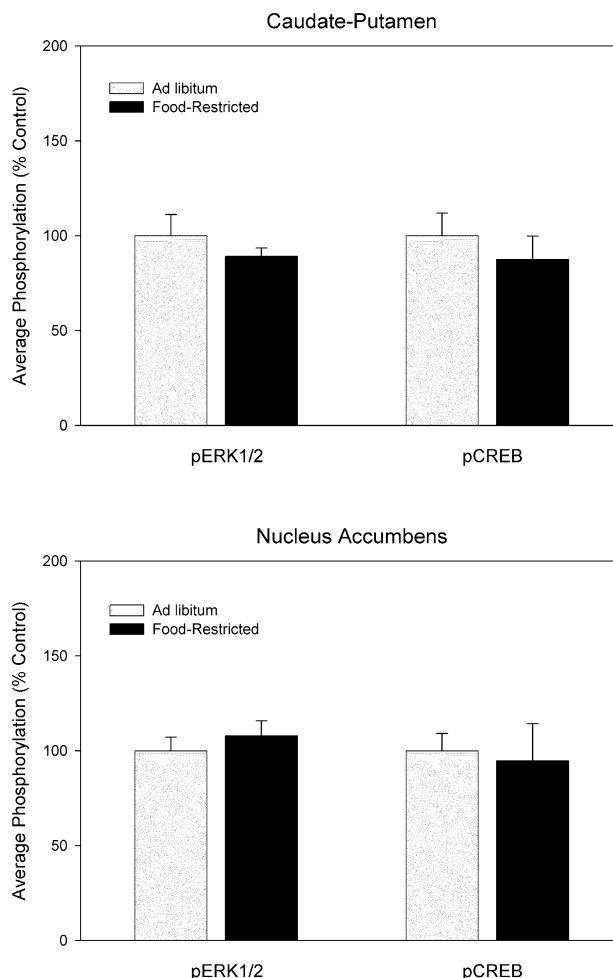 Caudate-Putamen
Average Phosphorylation (% Control)
200
150
100
50
0
Ad libitum
Food-Restricted
pERK1/2
pCREB
Nucleus Accumbens
Average Phosphorylation (% Control)
200
150
100
50
0
Ad libitum
Food-Restricted
pERK1/2
pCREB